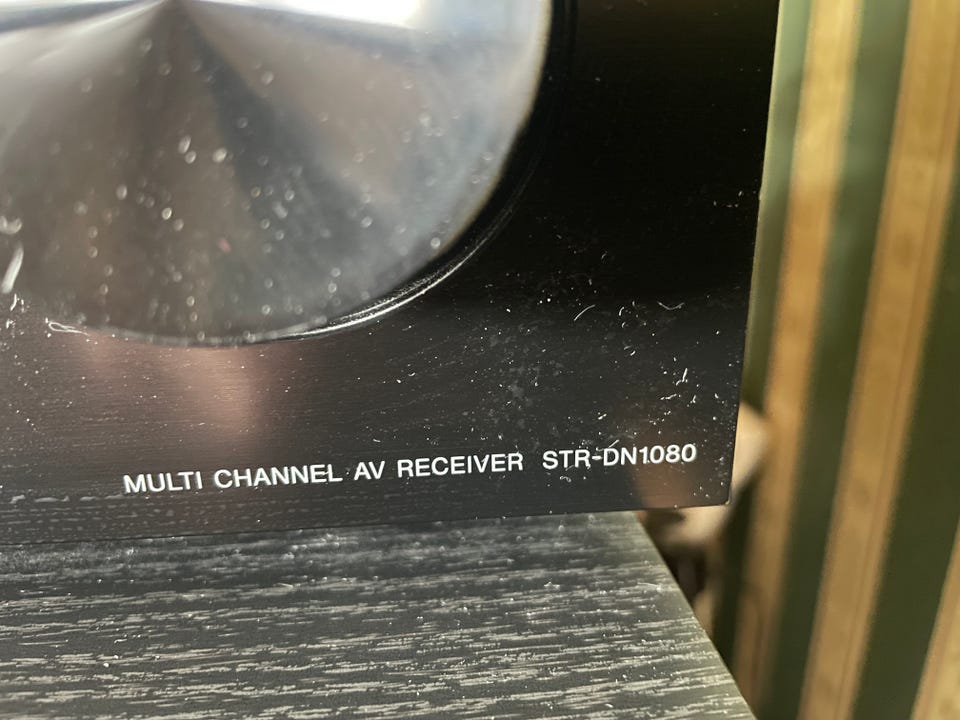 MULTI CHANNEL AV RECEIVER STR-DN1080